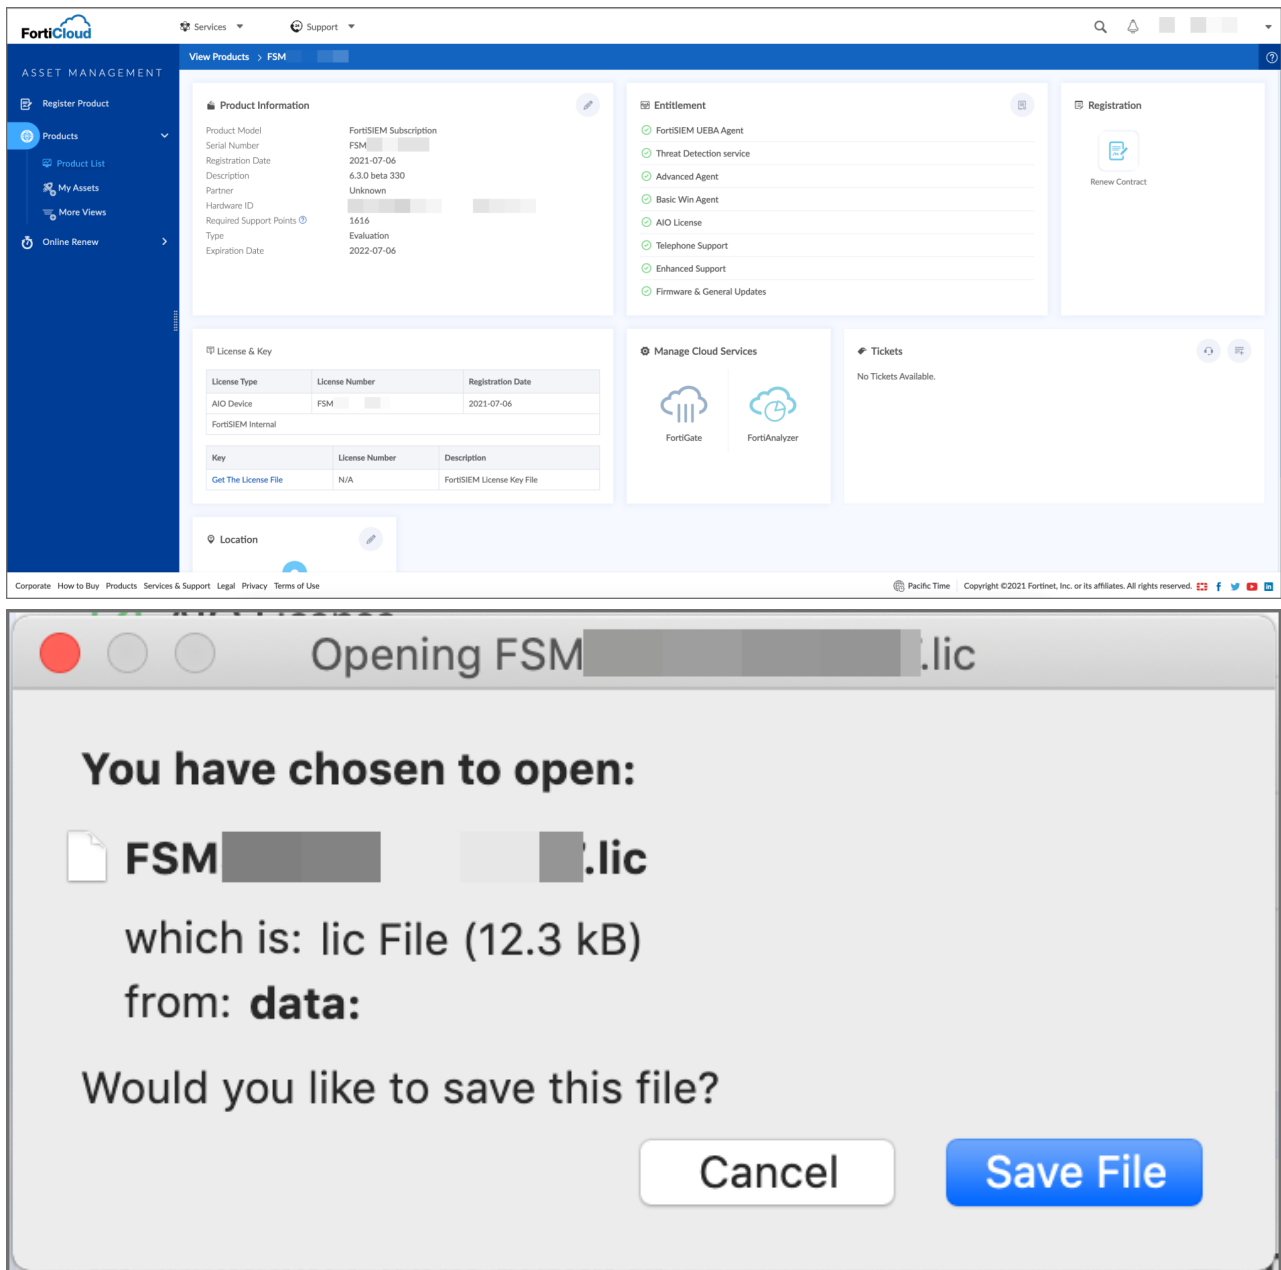 FortiCloud
Services
Support
ASSET MANAGEMENT
Register Product
Products
Product List
My Assets
More Views
Online Renew
View Products > FSM
Product Information
Product Model FortiSIEM Subscription
Serial Number FSM
Registration Date 2021-07-06
Description 6.3.0 beta 330
Partner Unknown
Hardware ID
Required Support Points 1616
Type Evaluation
Expiration Date 2022-07-06
Entitlement
FortiSIEM UEBA Agent
Threat Detection service
Advanced Agent
Basic Win Agent
AIO License
Telephone Support
Enhanced Support
Firmware & General Updates
Registration
Renew Contract
License & Key
License Type License Number Registration Date
AIO Device FSM 2021-07-06
FortiSIEM Internal
Key License Number Description
Get The License File N/A FortiSIEM License Key File
Manage Cloud Services
FortiGate FortiAnalyzer
Tickets
No Tickets Available.
Location
Corporate How to Buy Products Services & Support Legal Privacy Terms of Use
Pacific Time Copyright ©2021 Fortinet, Inc. or its affiliates. All rights reserved.
Opening FSM .lic
You have chosen to open:
FSM .lic
which is: lic File (12.3 kB)
from: data:
Would you like to save this file?
Cancel Save File